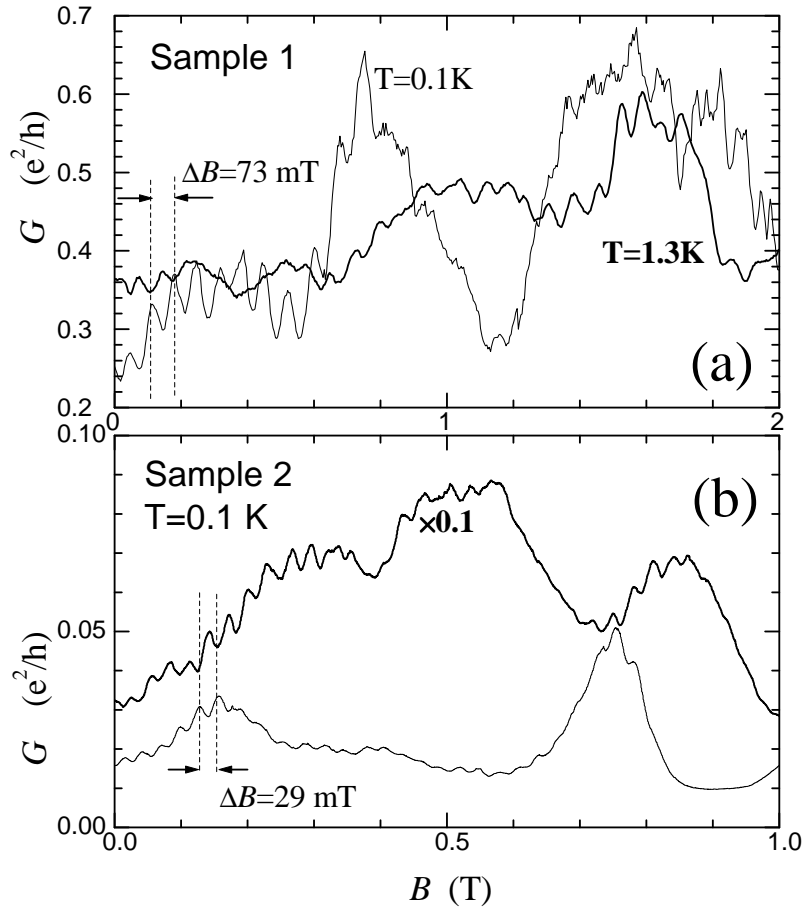 0.7
Sample 1
T=0.1K
0.6
0.5
ΔB=73 mT
G (e²/h)
0.4
T=1.3K
0.3
(a)
0.2
0 1 2
0.10
Sample 2
T=0.1 K
(b)
×0.1
0.05
G (e²/h)
ΔB=29 mT
0.00
0.0 0.5 1.0
B (T)